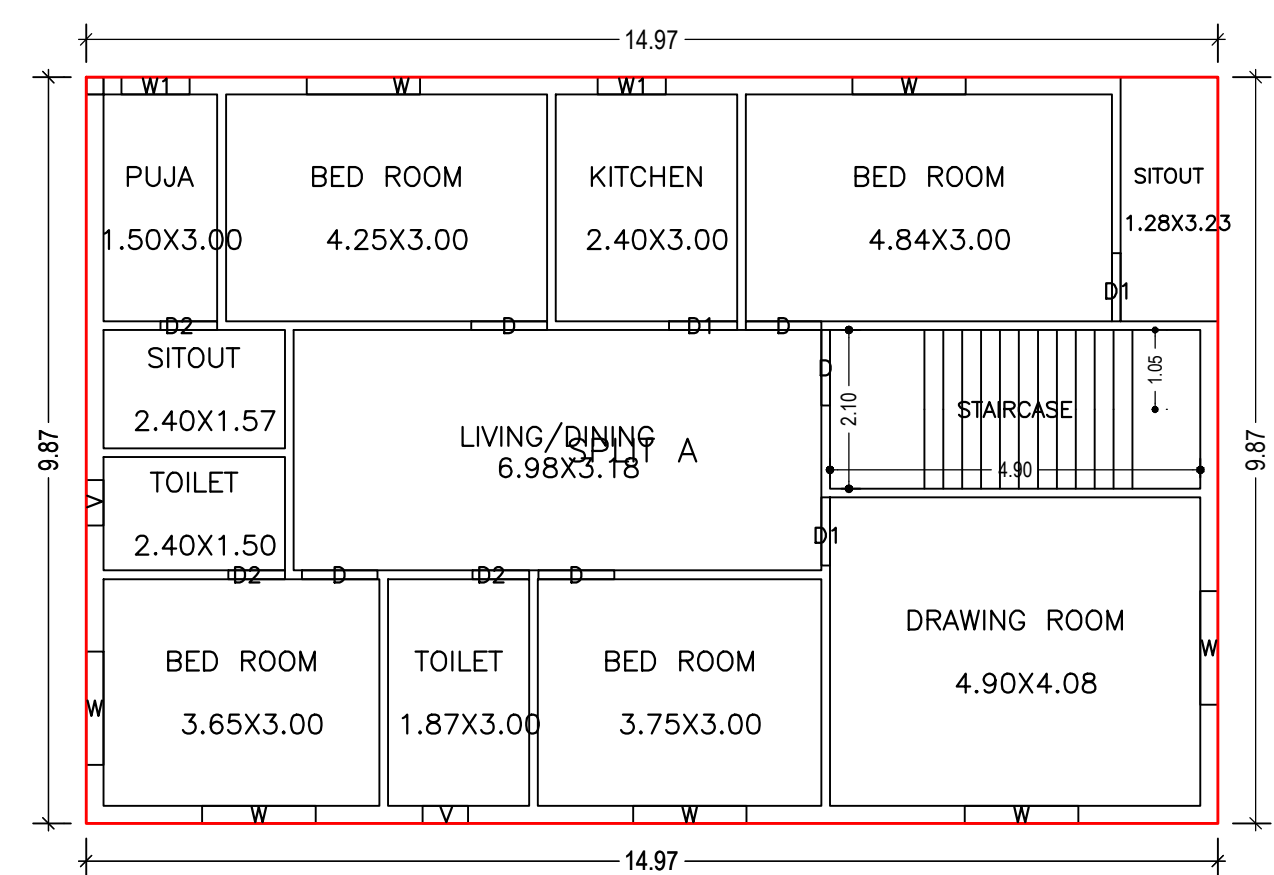 14.97
W1
W
W1
W
PUJA
1.50X3.00
BED ROOM
4.25X3.00
KITCHEN
2.40X3.00
BED ROOM
4.84X3.00
SITOUT
1.28X3.23
D1
D2
D
D1
D
D
SITOUT
2.40X1.57
LIVING/DINING
SPLIT A
6.98X3.18
2.10
STAIRCASE
1.05
4.90
9.87
9.87
TOILET
2.40X1.50
V
D1
D2
D
D2
D
BED ROOM
3.65X3.00
TOILET
1.87X3.00
BED ROOM
3.75X3.00
DRAWING ROOM
4.90X4.08
W
W
W
V
W
W
14.97